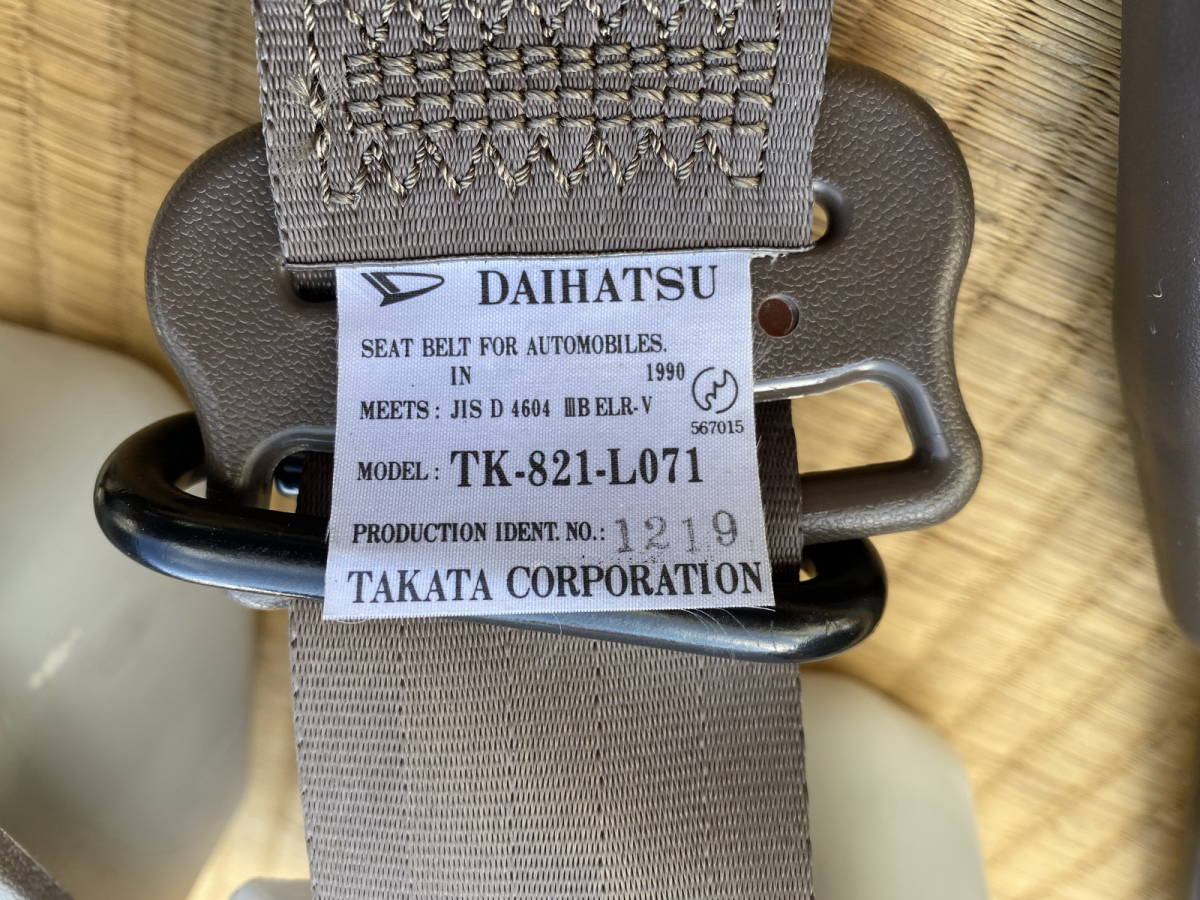 DAIHATSU
SEAT BELT FOR AUTOMOBILES.
IN 1990
MEETS: JIS D 4604 ⅢB ELR-V
567015
MODEL: TK-821-L071
PRODUCTION IDENT. NO.: 1219
TAKATA CORPORATION